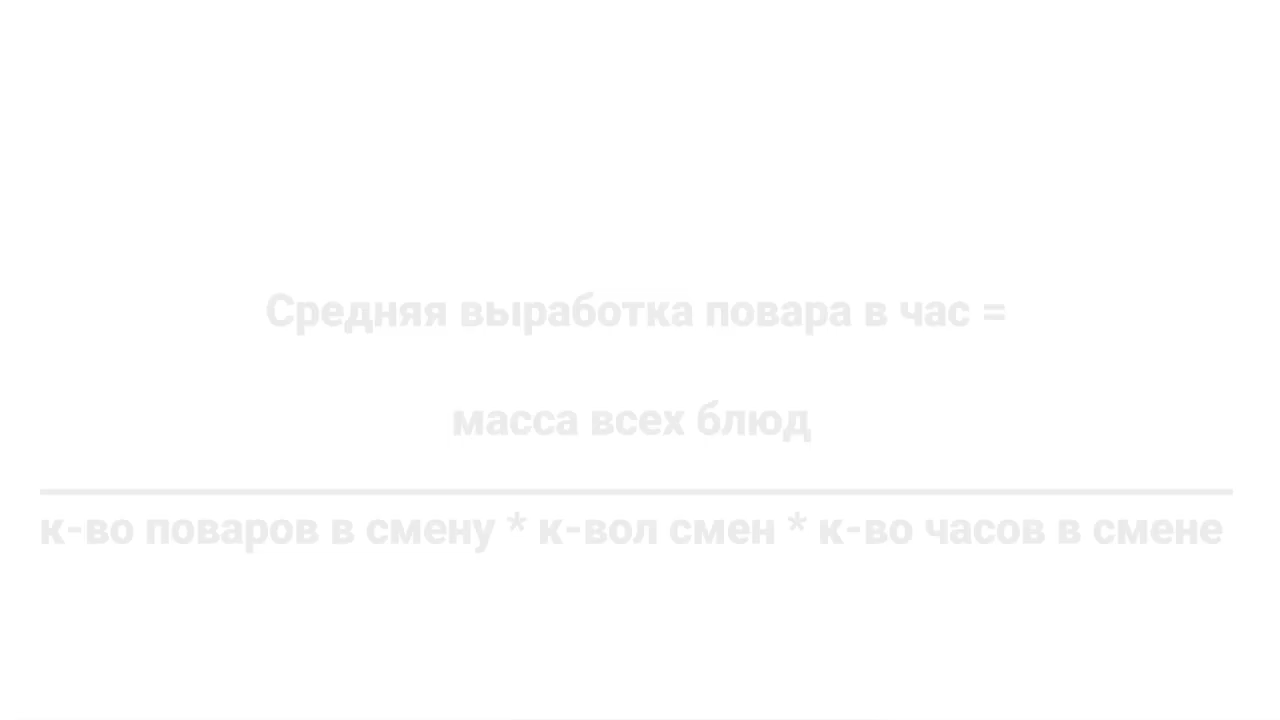 Средняя выработка повара в час =
масса всех блюд
к-во поваров в смену * к-вол смен * к-во часов в смене